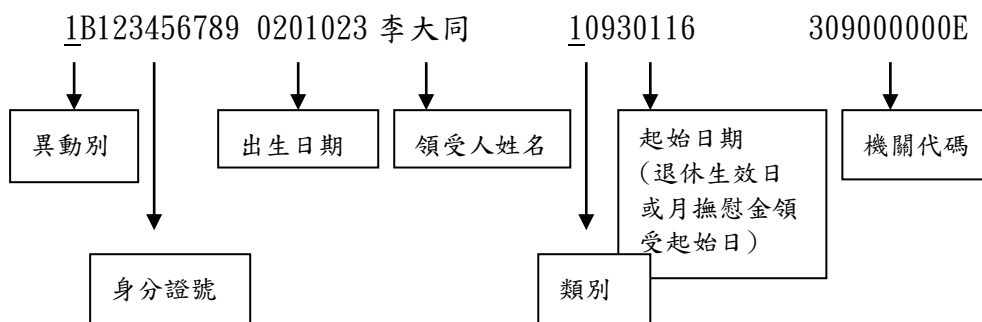 1B123456789 0201023 李大同 10930116 309000000E
異動別
出生日期
領受人姓名
起始日期
(退休生效日
或月撫慰金領
受起始日)
機關代碼
身分證號
類別